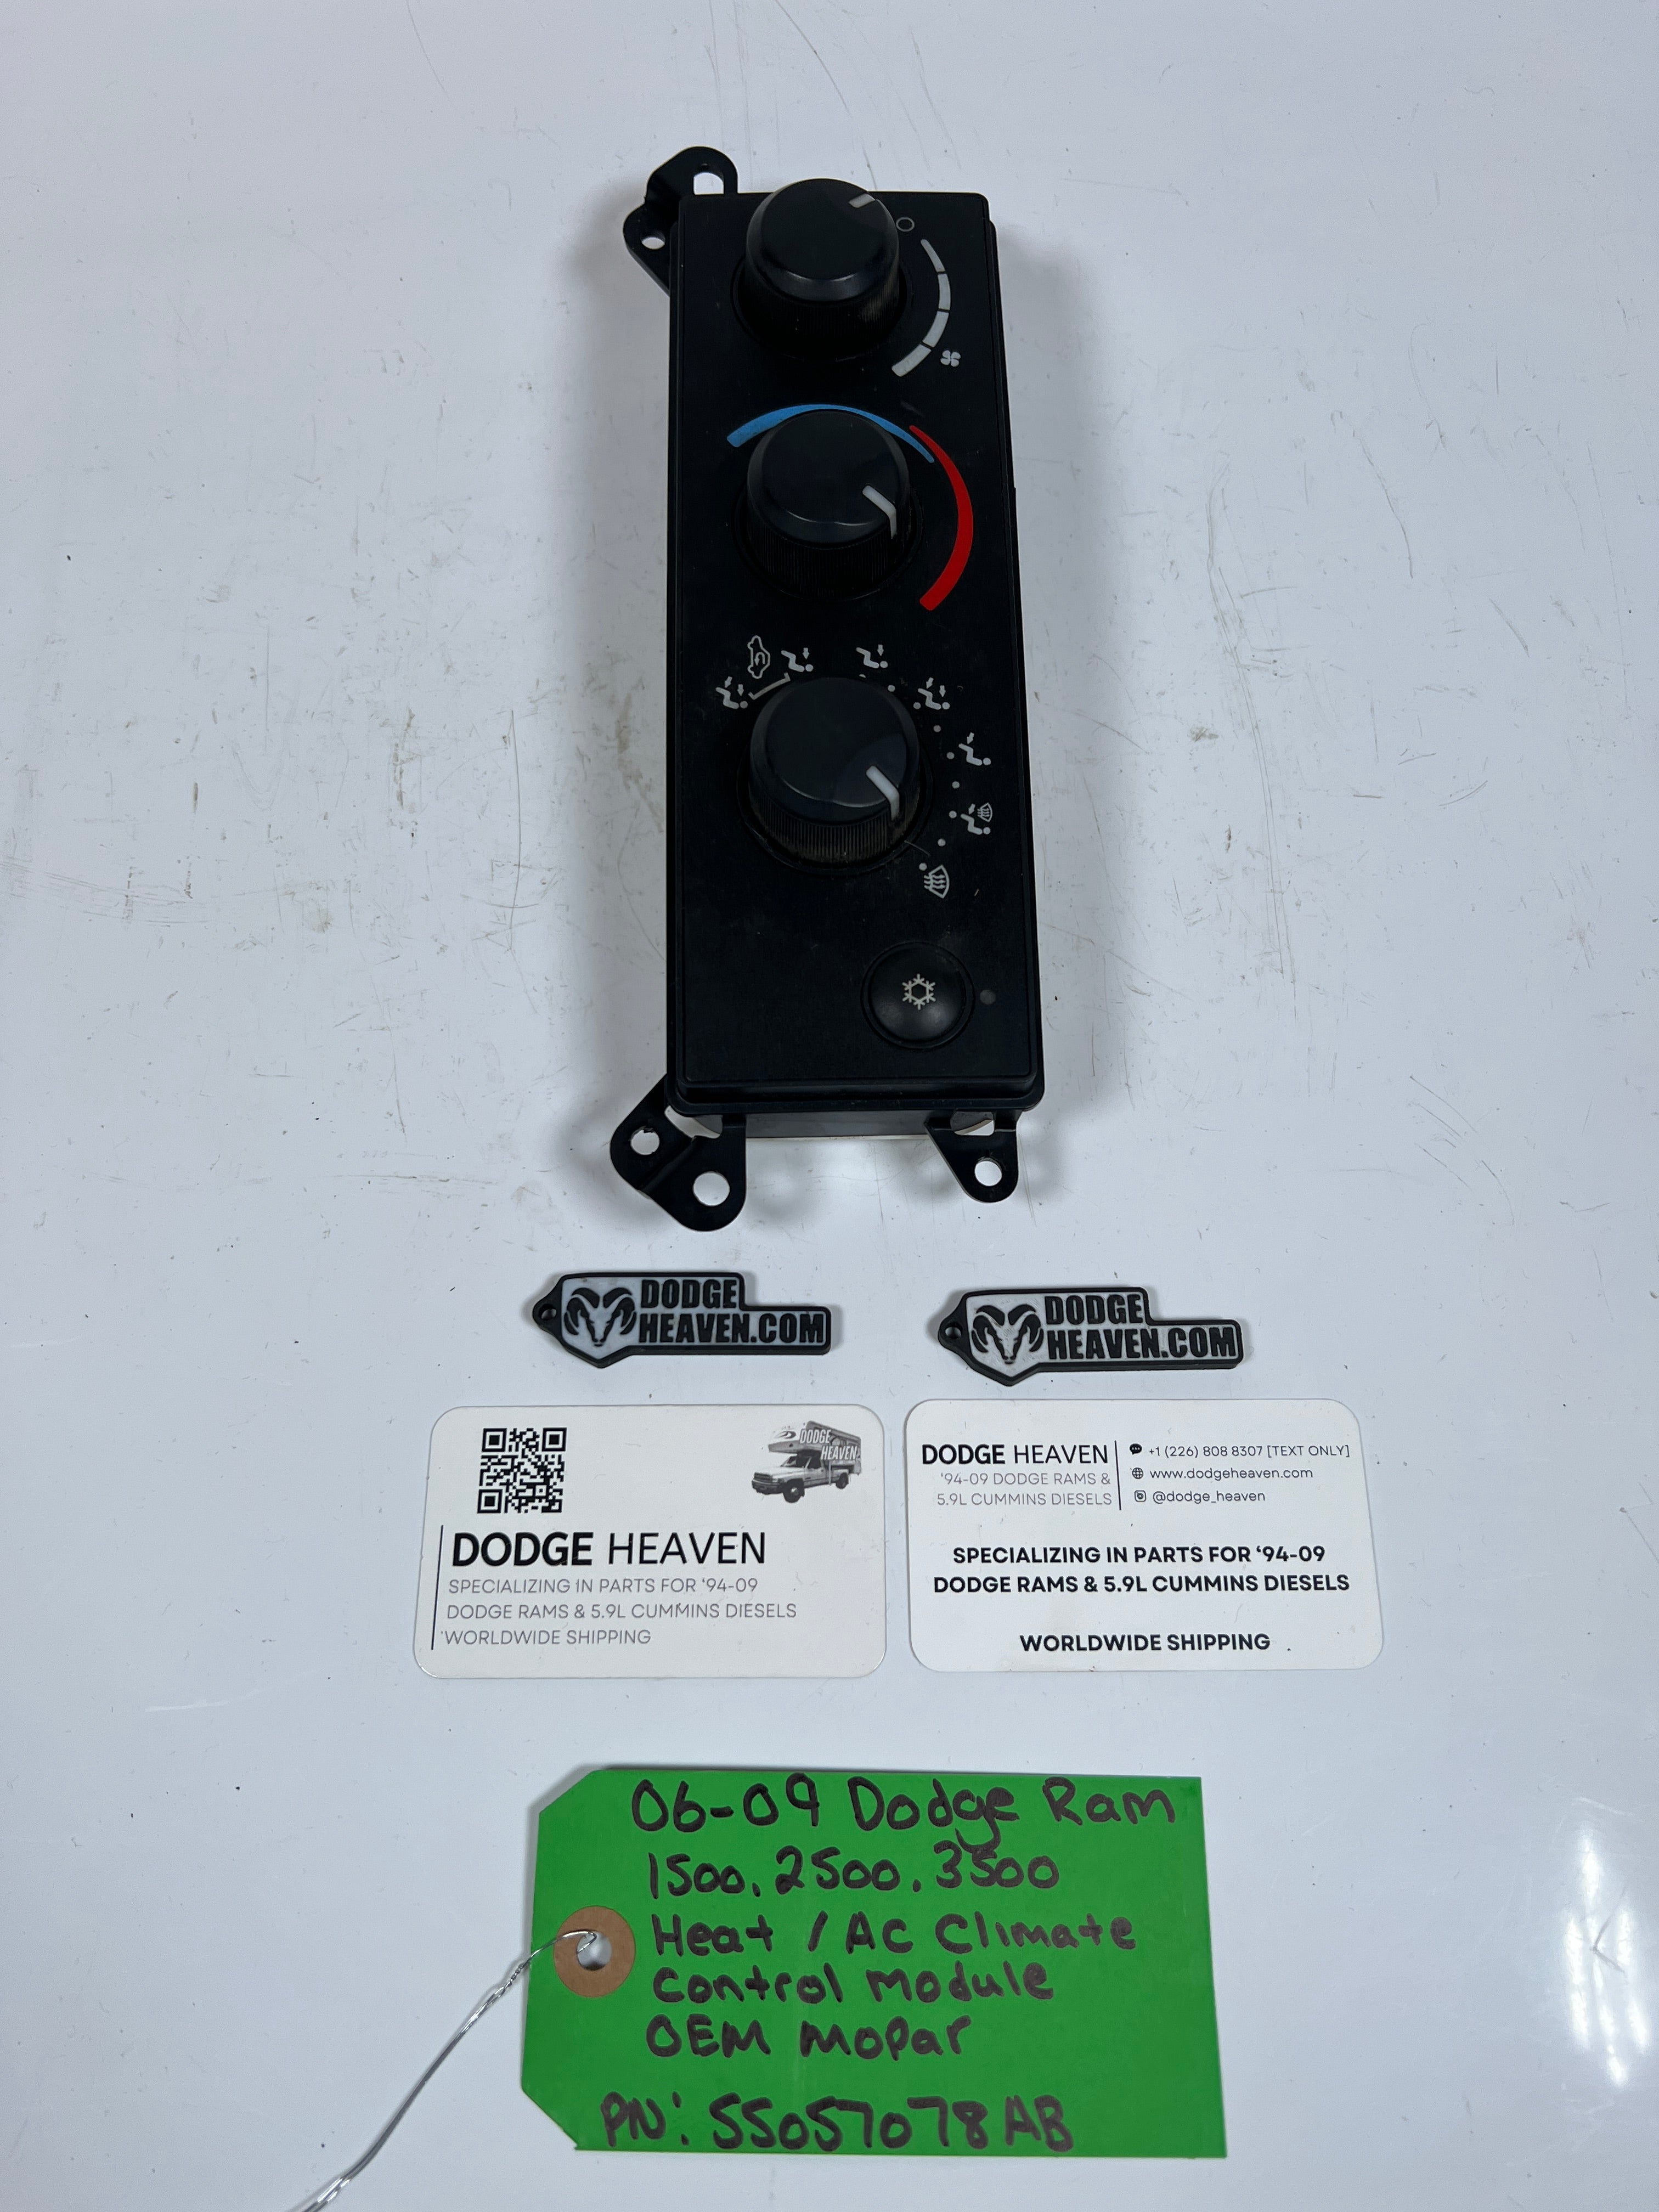 DODGE
HEAVEN.COM
DODGE
HEAVEN.COM
DODGE
HEAVEN
DODGE HEAVEN
SPECIALIZING IN PARTS FOR '94-09
DODGE RAMS & 5.9L CUMMINS DIESELS
WORLDWIDE SHIPPING
DODGE HEAVEN
'94-09 DODGE RAMS &
5.9L CUMMINS DIESELS
+1 (226) 808 8307 [TEXT ONLY]
www.dodgeheaven.com
@dodge_heaven
SPECIALIZING IN PARTS FOR '94-09
DODGE RAMS & 5.9L CUMMINS DIESELS
WORLDWIDE SHIPPING
06-09 Dodge Ram
1500, 2500, 3500
Heat / AC Climate
Control Module
OEM Mopar
PN: 55057078AB